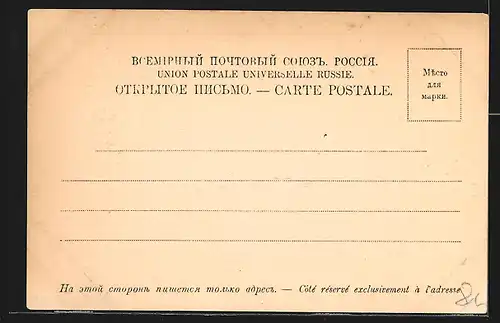 ВСЕМІРНЫЙ ПОЧТОВЫЙ СОЮЗЪ. РОССІЯ.
UNION POSTALE UNIVERSELLE RUSSIE.
ОТКРЫТОЕ ПИСЬМО. — CARTE POSTALE.
Мѣсто
для
марки.
На этой сторонѣ пишется только адресъ. — Côté réservé exclusivement à l'adresse